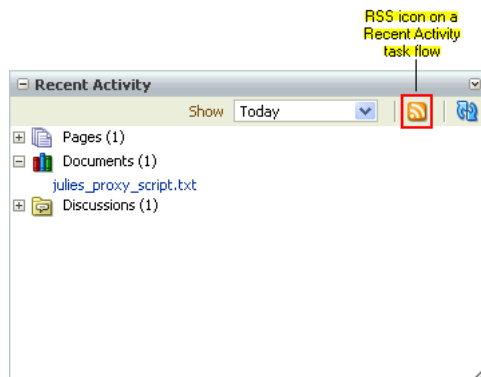 RSS icon on a
Recent Activity
task flow
Recent Activity
Show Today
Pages (1)
Documents (1)
julies_proxy_script.txt
Discussions (1)